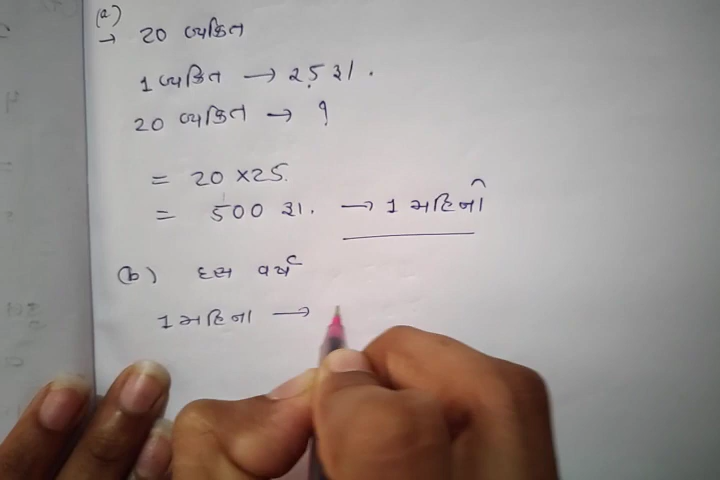 (a)
→ 20 વ્યક્તિ
1 વ્યક્તિ → 25 રૂા.
20 વ્યક્તિ → ?
= 20 × 25
= 500 રૂા. → 1 મહિનો
(b) દસ વર્ષ
1 મહિના →